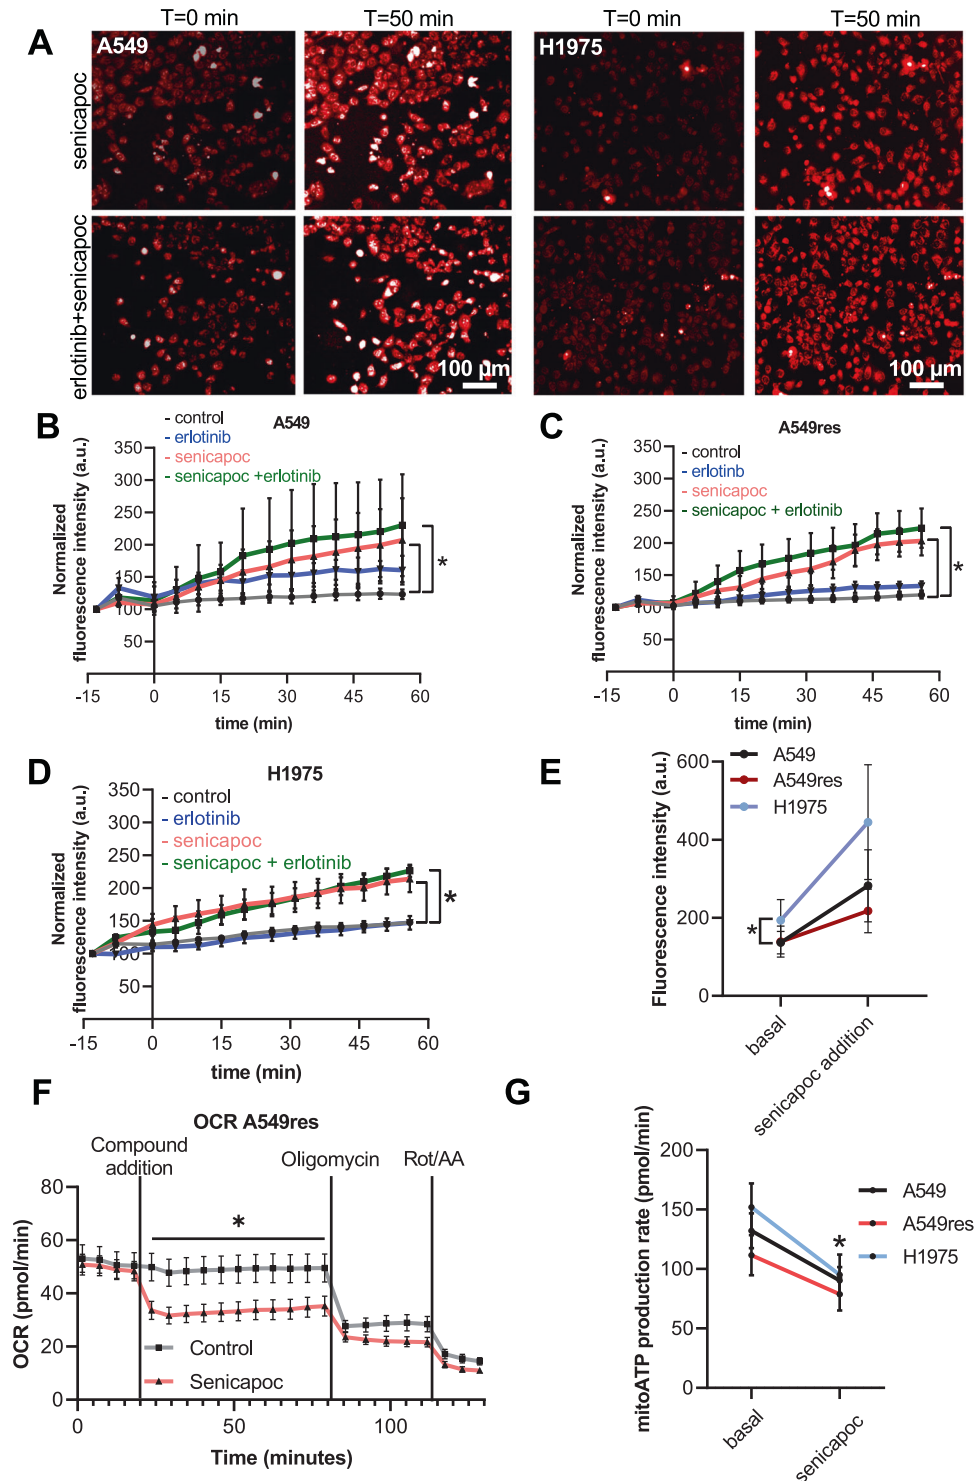 T=0 min
T=50 min
T=0 min
T=50 min
A
A549
H1975
senicapoc
erlotinib+senicapoc
100 µm
100 µm
B
A549
- control
- erlotinib
- senicapoc
- senicapoc +erlotinib
Normalized
fluorescence intensity (a.u.)
350
300
250
200
150
100
50
*
-15 0 15 30 45 60
time (min)
C
A549res
- control
- erlotinb
- senicapoc
- senicapoc + erlotinib
Normalized
fluorescence intensity (a.u.)
350
300
250
200
150
100
50
*
-15 0 15 30 45 60
time (min)
D
H1975
- control
- erlotinib
- senicapoc
- senicapoc + erlotinib
Normalized
fluorescence intensity (a.u.)
350
300
250
200
150
100
50
*
-15 0 15 30 45 60
time (min)
E
A549
A549res
H1975
Fluorescence intensity (a.u.)
600
400
200
0
*
basal
senicapoc addition
F
OCR A549res
Compound
addition
Oligomycin
Rot/AA
OCR (pmol/min)
80
60
40
20
0
*
Control
Senicapoc
0 50 100
Time (minutes)
G
mitoATP production rate (pmol/min)
200
150
100
50
0
A549
A549res
H1975
*
basal
senicapoc